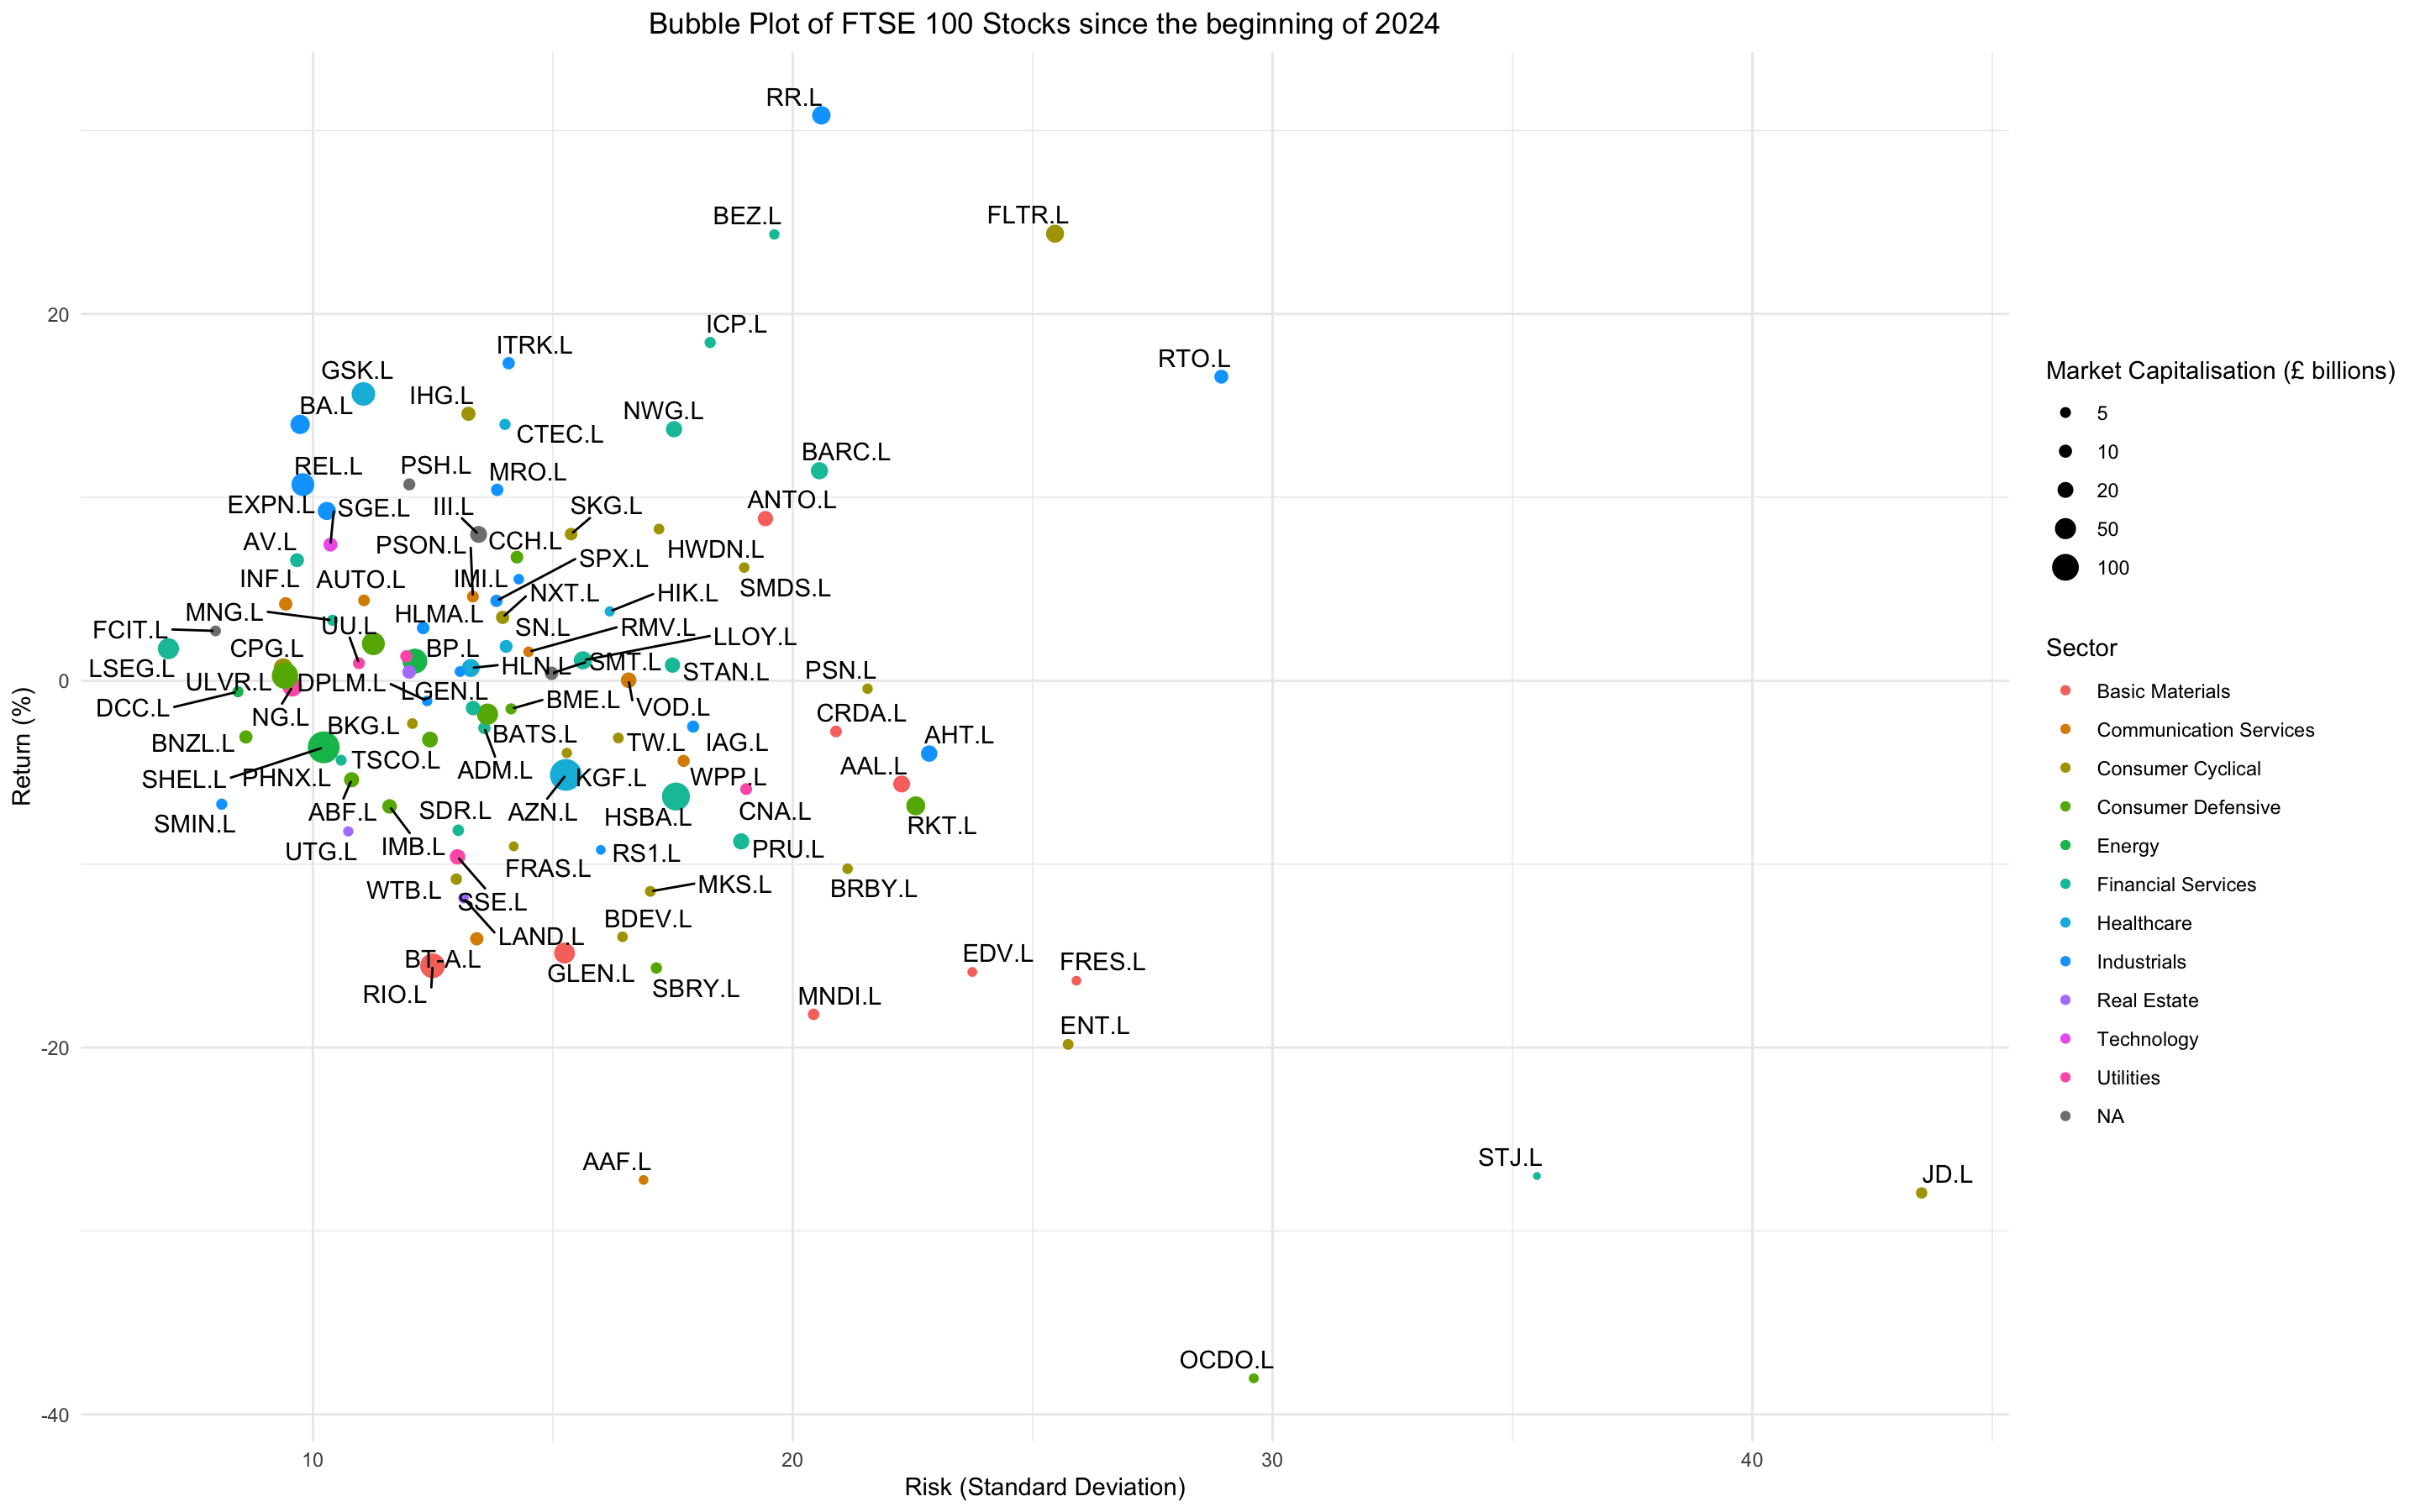 Bubble Plot of FTSE 100 Stocks since the beginning of 2024
RR.L
BEZ.L
FLTR.L
ICP.L
ITRK.L
RTO.L
GSK.L
IHG.L
BA.L
NWG.L
CTEC.L
BARC.L
REL.L
PSH.L
MRO.L
ANTO.L
EXPN.L
SGE.L
III.L
SKG.L
AV.L
PSON.L
CCH.L
HWDN.L
SPX.L
INF.L
AUTO.L
IMI.L
SMDS.L
NXT.L
HIK.L
MNG.L
HLMA.L
FCIT.L
UU.L
SN.L
RMV.L
LLOY.L
CPG.L
BP.L
LSEG.L
HLN.L
SMT.L
STAN.L
PSN.L
ULVR.L
DPLM.L
LGEN.L
BME.L
DCC.L
NG.L
VOD.L
CRDA.L
BKG.L
BATS.L
BNZL.L
TW.L
IAG.L
AHT.L
TSCO.L
ADM.L
SHEL.L
PHNX.L
KGF.L
WPP.L
AAL.L
ABF.L
SDR.L
AZN.L
HSBA.L
CNA.L
SMIN.L
RKT.L
UTG.L
IMB.L
RS1.L
PRU.L
FRAS.L
WTB.L
SSE.L
MKS.L
BRBY.L
BDEV.L
LAND.L
BT-A.L
EDV.L
FRES.L
RIO.L
GLEN.L
SBRY.L
MNDI.L
ENT.L
AAF.L
STJ.L
JD.L
OCDO.L
20
0
-20
-40
Return (%)
10
20
30
40
Risk (Standard Deviation)
Market Capitalisation (£ billions)
5
10
20
50
100
Sector
Basic Materials
Communication Services
Consumer Cyclical
Consumer Defensive
Energy
Financial Services
Healthcare
Industrials
Real Estate
Technology
Utilities
NA